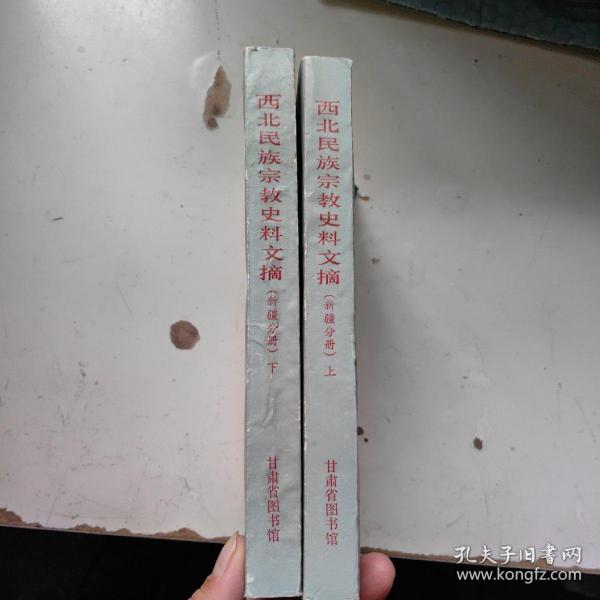 西北民族宗教史料文摘
(新疆分册)下
甘肃省图书馆
西北民族宗教史料文摘
(新疆分册)上
甘肃省图书馆
孔夫子旧書网
www.kongfz.com